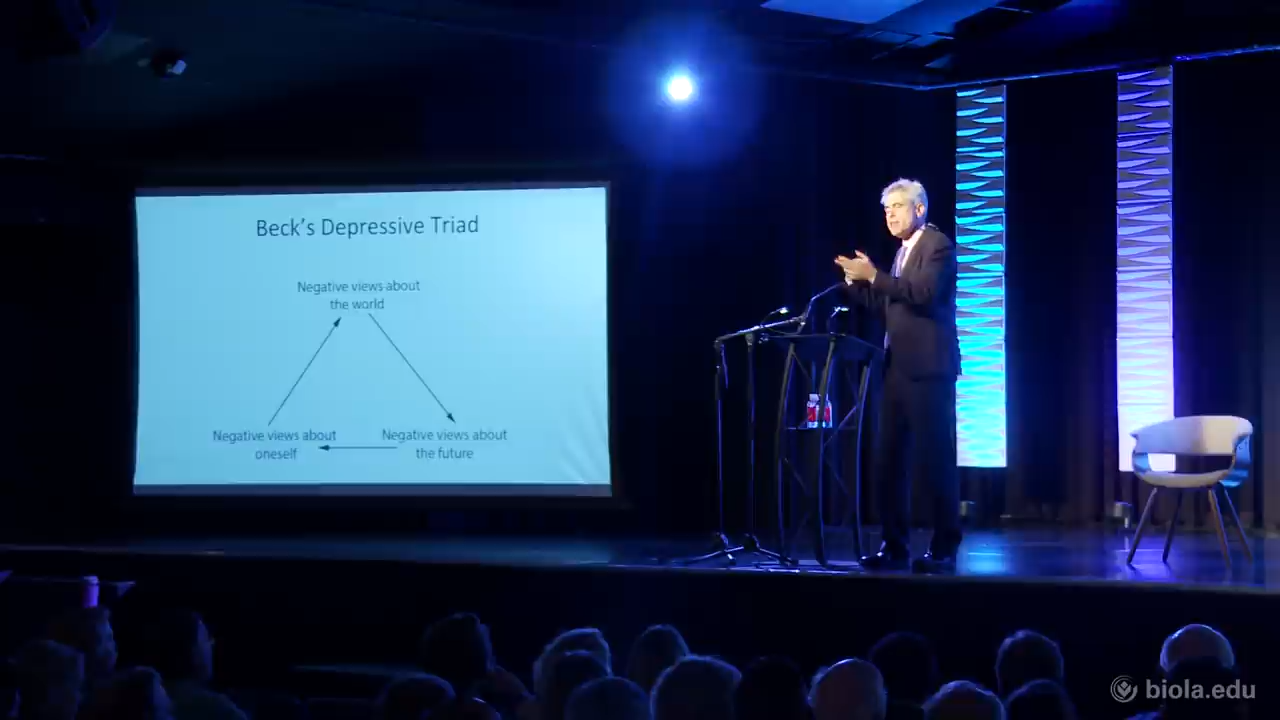 Beck's Depressive Triad
Negative views about
the world
Negative views about
oneself
Negative views about
the future
biola.edu